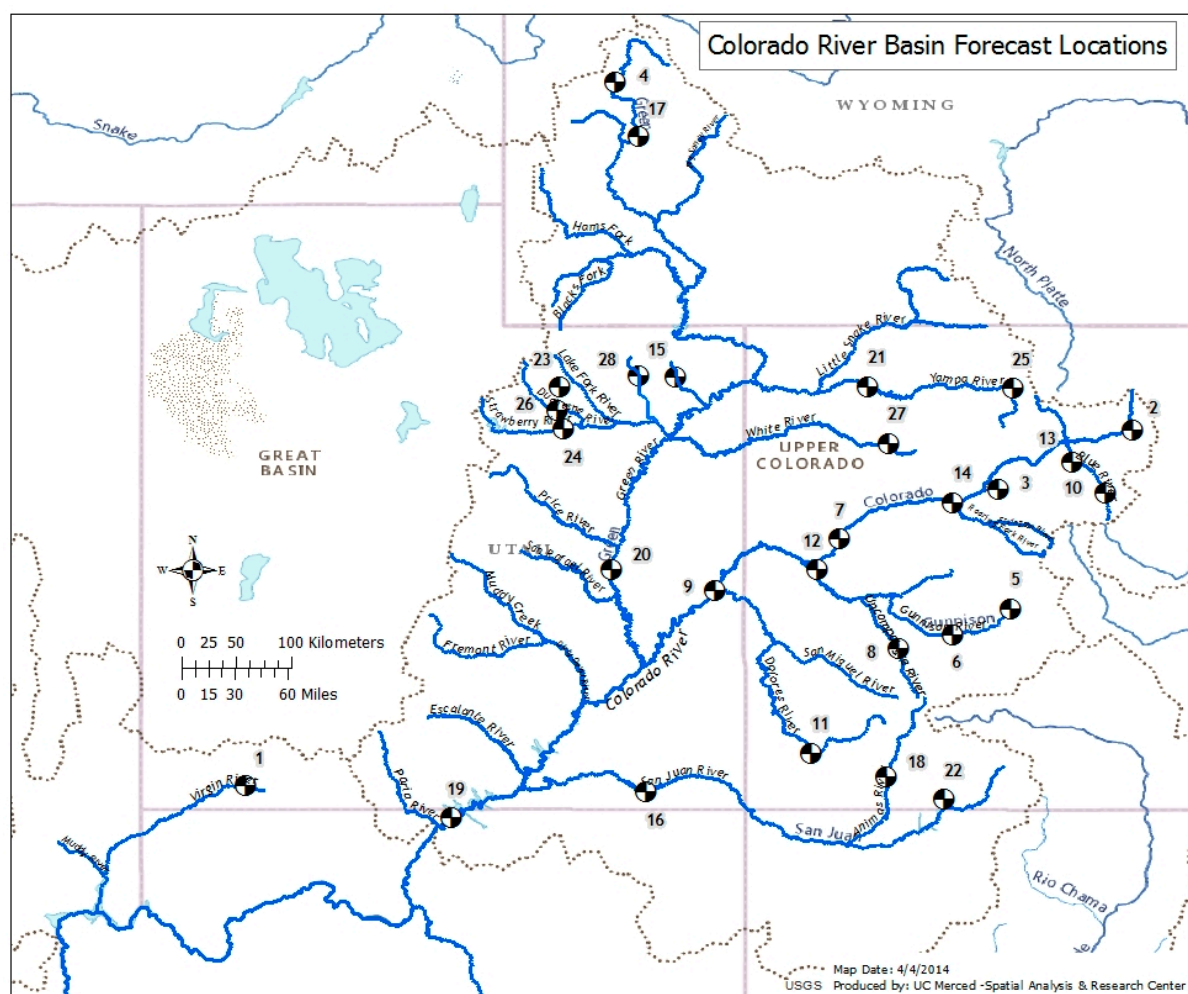 Colorado River Basin Forecast Locations
4
WYOMING
17
Green
Snake
Hams Fork
North Platte
Blacks Fork
Little Snake River
23
28
15
21
25
Lake Fork River
Yampa River
26
Duchesne River
Strawberry River
27
2
White River
13
24
UPPER
COLORADO
GREAT
BASIN
Green River
Blue River
14
3
10
Colorado
Price River
7
Roaring Fork River
UTAH
Green
San Rafael River
20
12
N
W E
S
Muddy Creek
9
5
Gunnison River
Gunnison
0 25 50 100 Kilometers
Fremont River
Uncompahgre River
8
6
0 15 30 60 Miles
Colorado River
San Miguel River
Dolores River
Escalante River
11
1
Virgin River
18
22
Paria River
19
San Juan River
16
Animas River
San Juan
Muddy River
Rio Chama
Map Date: 4/4/2014
USGS Produced by: UC Merced -Spatial Analysis & Research Center